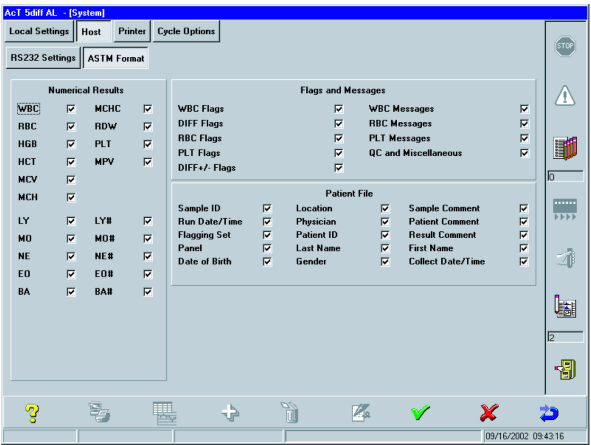 AcT 5diff AL - [System]
Local Settings Host Printer Cycle Options
RS232 Settings ASTM Format
STOP
Numerical Results
WBC MCHC
RBC RDW
HGB PLT
HCT MPV
MCV
MCH
LY LY#
MO MO#
NE NE#
EO EO#
BA BA#
Flags and Messages
WBC Flags WBC Messages
DIFF Flags RBC Messages
RBC Flags PLT Messages
PLT Flags QC and Miscellaneous
DIFF+/- Flags
Patient File
Sample ID Location Sample Comment
Run Date/Time Physician Patient Comment
Flagging Set Patient ID Result Comment
Panel Last Name First Name
Date of Birth Gender Collect Date/Time
0
2
09/16/2002 09:43:16